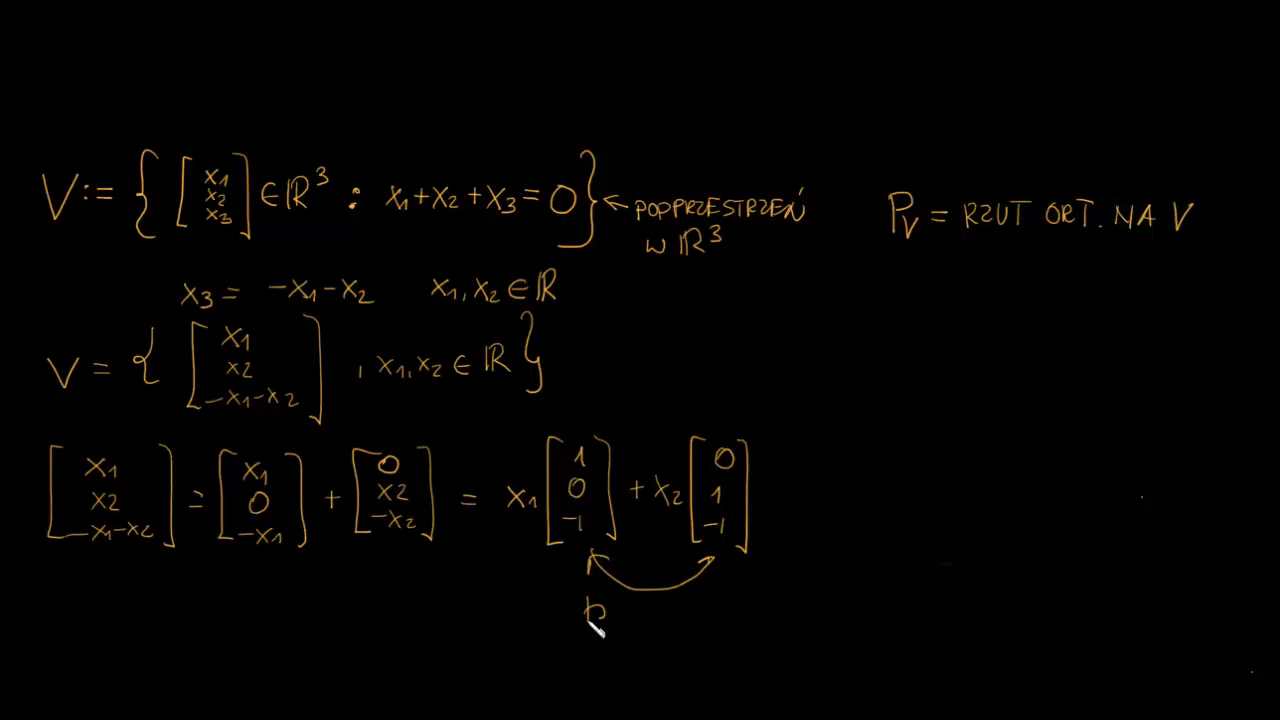 V := { [x1 x2 x3] ∈ ℝ³ : x1+x2+x3=0 } ← PODPRZESTRZEŃ W ℝ³
P_V = RZUT ORT. NA V
x3 = -x1-x2 x1,x2 ∈ ℝ
V = { [x1 x2 -x1-x2] , x1,x2 ∈ ℝ }
[x1 x2 -x1-x2] = [x1 0 -x1] + [0 x2 -x2] = x1 [1 0 -1] + x2 [0 1 -1]
b